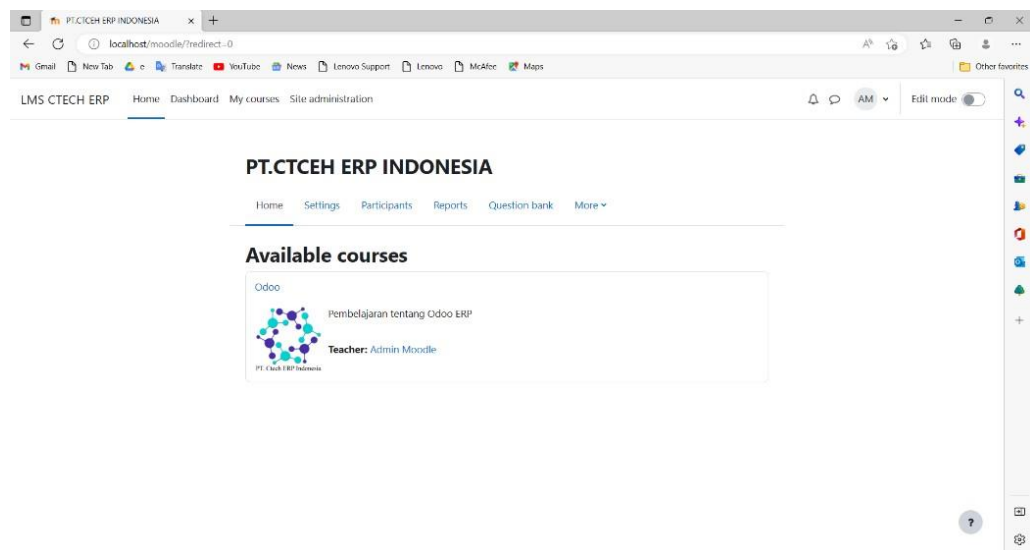 PT.CTCEH ERP INDONESIA
localhost/moodle/?redirect=0
Gmail New Tab e Translate YouTube News Lenovo Support Lenovo McAfee Maps Other favorites
LMS CTECH ERP Home Dashboard My courses Site administration AM Edit mode
PT.CTCEH ERP INDONESIA
Home Settings Participants Reports Question bank More
Available courses
Odoo
Pembelajaran tentang Odoo ERP
Teacher: Admin Moodle
PT. Ctech ERP Indonesia
?